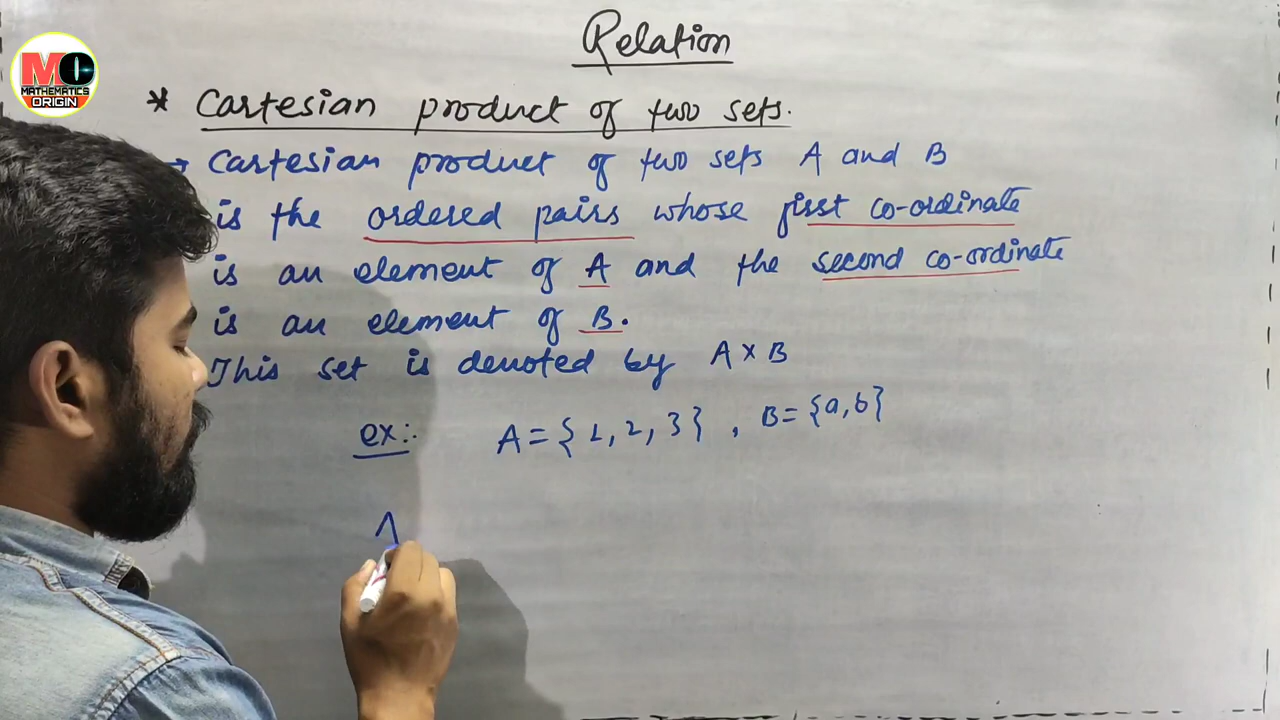 MO
MATHEMATICS
ORIGIN
Relation
* Cartesian product of two sets.
→ Cartesian product of two sets A and B
is the ordered pairs whose first co-ordinate
is an element of A and the second co-ordinate
is an element of B.
This set is denoted by A × B
ex:. A = {1, 2, 3} , B = {a, b}
A